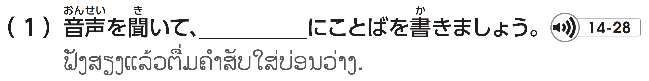 (1) 音声を聞いて、＿＿＿＿＿にことばを書きましょう。 14-28
ຟັງສຽງແລ້ວຕື່ມຄຳສັບໃສ່ບ່ອນວ່າງ.